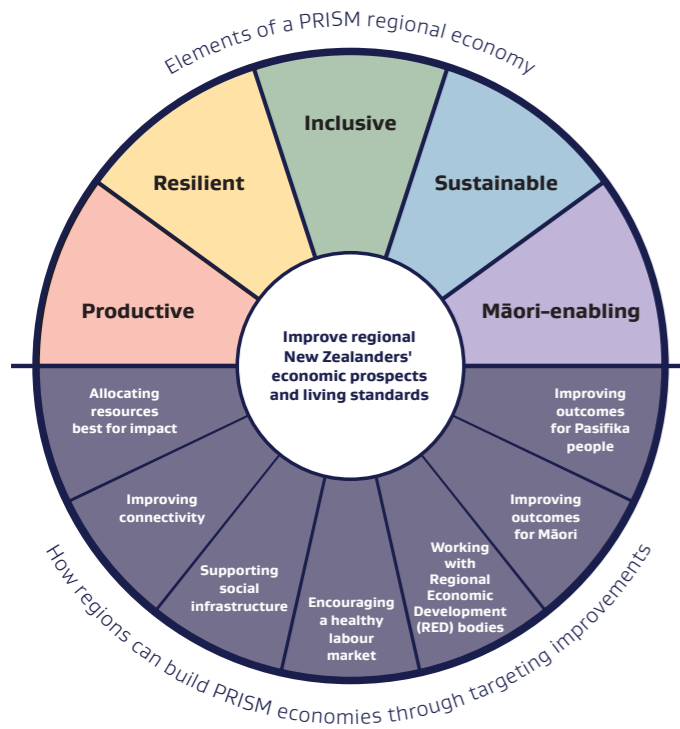 Elements of a PRISM regional economy
Inclusive
Resilient
Sustainable
Productive
Māori-enabling
Improve regional
New Zealanders'
economic prospects
and living standards
Allocating
resources
best for impact
Improving
connectivity
Supporting
social
infrastructure
Encouraging
a healthy
labour
market
Working
with
Regional
Economic
Development
(RED) bodies
Improving
outcomes
for Māori
Improving
outcomes
for Pasifika
people
How regions can build PRISM economies through targeting improvements